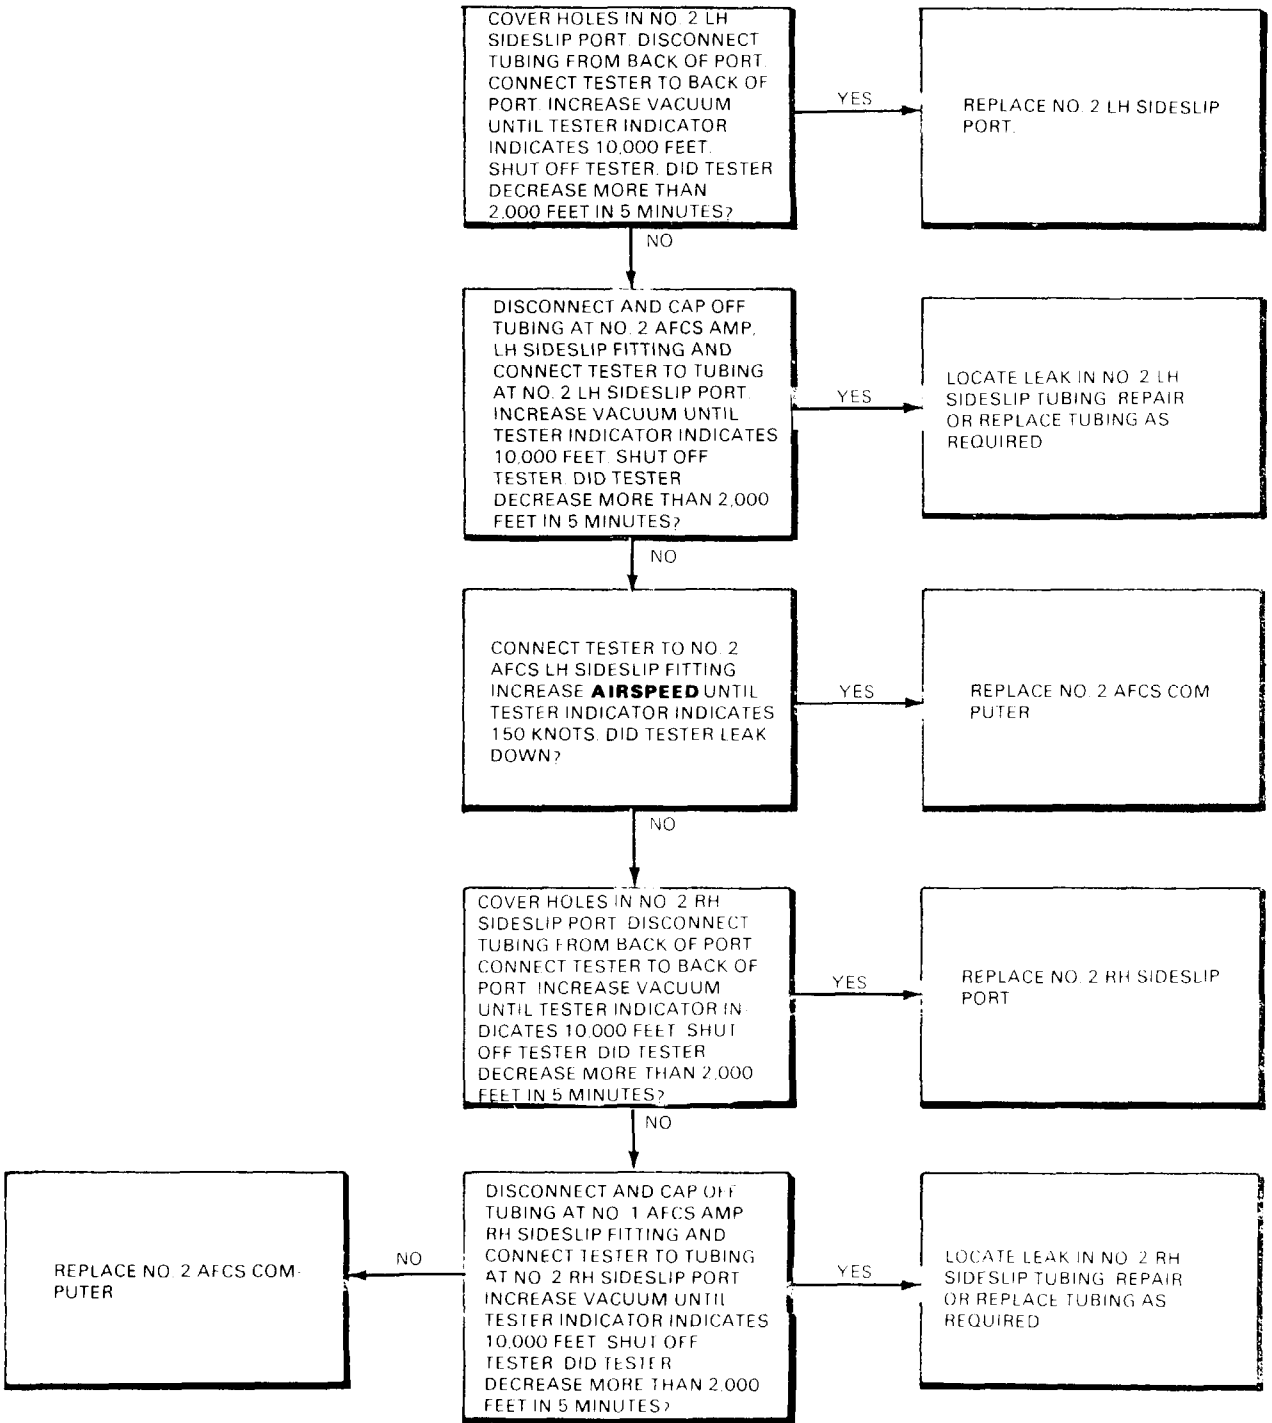 COVER HOLES IN NO. 2 LH
SIDESLIP PORT. DISCONNECT
TUBING FROM BACK OF PORT.
CONNECT TESTER TO BACK OF
PORT. INCREASE VACUUM
UNTIL TESTER INDICATOR
INDICATES 10,000 FEET.
SHUT OFF TESTER. DID TESTER
DECREASE MORE THAN
2,000 FEET IN 5 MINUTES?
YES
REPLACE NO. 2 LH SIDESLIP
PORT.
NO
DISCONNECT AND CAP OFF
TUBING AT NO. 2 AFCS AMP,
LH SIDESLIP FITTING AND
CONNECT TESTER TO TUBING
AT NO. 2 LH SIDESLIP PORT.
INCREASE VACUUM UNTIL
TESTER INDICATOR INDICATES
10,000 FEET. SHUT OFF
TESTER. DID TESTER
DECREASE MORE THAN 2,000
FEET IN 5 MINUTES?
YES
LOCATE LEAK IN NO. 2 LH
SIDESLIP TUBING REPAIR
OR REPLACE TUBING AS
REQUIRED
NO
CONNECT TESTER TO NO. 2
AFCS LH SIDESLIP FITTING
INCREASE AIRSPEED UNTIL
TESTER INDICATOR INDICATES
150 KNOTS. DID TESTER LEAK
DOWN?
YES
REPLACE NO. 2 AFCS COM
PUTER
NO
COVER HOLES IN NO. 2 RH
SIDESLIP PORT DISCONNECT
TUBING FROM BACK OF PORT
CONNECT TESTER TO BACK OF
PORT INCREASE VACUUM
UNTIL TESTER INDICATOR IN-
DICATES 10,000 FEET SHUT
OFF TESTER DID TESTER
DECREASE MORE THAN 2,000
FEET IN 5 MINUTES?
YES
REPLACE NO. 2 RH SIDESLIP
PORT
NO
DISCONNECT AND CAP OFF
TUBING AT NO. 1 AFCS AMP
RH SIDESLIP FITTING AND
CONNECT TESTER TO TUBING
AT NO. 2 RH SIDESLIP PORT
INCREASE VACUUM UNTIL
TESTER INDICATOR INDICATES
10,000 FEET SHUT OFF
TESTER DID TESTER
DECREASE MORE THAN 2,000
FEET IN 5 MINUTES?
NO
REPLACE NO. 2 AFCS COM-
PUTER
YES
LOCATE LEAK IN NO. 2 RH
SIDESLIP TUBING REPAIR
OR REPLACE TUBING AS
REQUIRED